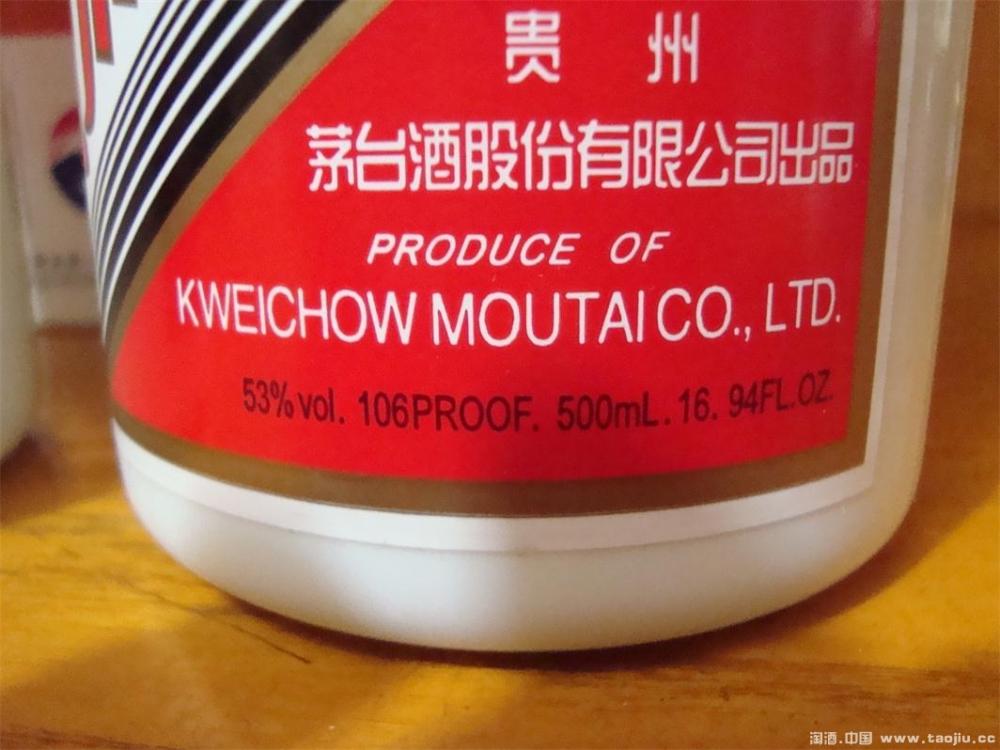 贵 州
茅台酒股份有限公司出品
PRODUCE OF
KWEICHOW MOUTAI CO., LTD.
53%vol. 106PROOF. 500mL. 16. 94FL. OZ.
淘酒.中国 www.taojiu.cc